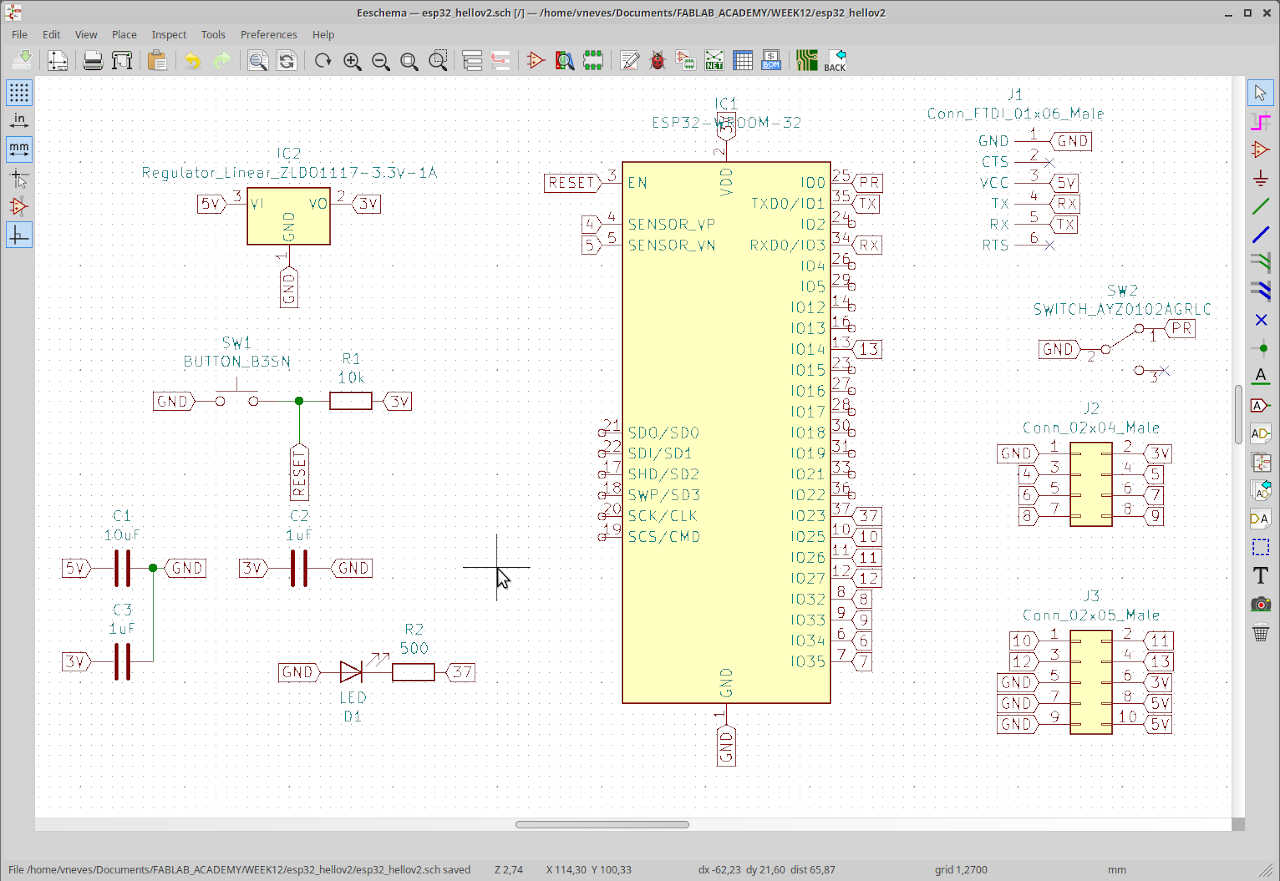 Eeschema — esp32_hellov2.sch [/] — /home/vneves/Documents/FABLAB_ACADEMY/WEEK12/esp32_hellov2
File Edit View Place Inspect Tools Preferences Help
NET
BOM
BACK
in
mm
A
A
AD
A
DA
T
IC2
Regulator_Linear_ZLDO1117-3.3V-1A
5V 3 VI VO 2 3V
GND
1
GND
SW1
BUTTON_B3SN
R1
10k
GND
3V
RESET
C1
10uF
C2
1uF
5V GND
3V GND
C3
1uF
3V
R2
500
GND 37
LED
D1
IC1
ESP32-WROOM-32
3V
2
VDD
RESET 3 EN
4 4 SENSOR_VP
5 5 SENSOR_VN
21 SDO/SD0
22 SDI/SD1
17 SHD/SD2
18 SWP/SD3
20 SCK/CLK
19 SCS/CMD
IO0 25 PR
TXD0/IO1 35 TX
IO2 24
RXD0/IO3 34 RX
IO4 26
IO5 29
IO12 14
IO13 16
IO14 13 13
IO15 23
IO16 27
IO17 28
IO18 30
IO19 31
IO21 33
IO22 36
IO23 37 37
IO25 10 10
IO26 11 11
IO27 12 12
IO32 8 8
IO33 9 9
IO34 6 6
IO35 7 7
GND
1
GND
J1
Conn_FTDI_01x06_Male
GND 1 GND
CTS 2
VCC 3 5V
TX 4 RX
RX 5 TX
RTS 6
SW2
SWITCH_AYZ0102AGRLC
1 PR
GND 2
3
J2
Conn_02x04_Male
GND 1 2 3V
4 3 4 5
6 5 6 7
8 7 8 9
J3
Conn_02x05_Male
10 1 2 11
12 3 4 13
GND 5 6 3V
GND 7 8 5V
GND 9 10 5V
File /home/vneves/Documents/FABLAB_ACADEMY/WEEK12/esp32_hellov2/esp32_hellov2.sch saved Z 2,74 X 114,30 Y 100,33 dx -62,23 dy 21,60 dist 65,87 grid 1,2700 mm